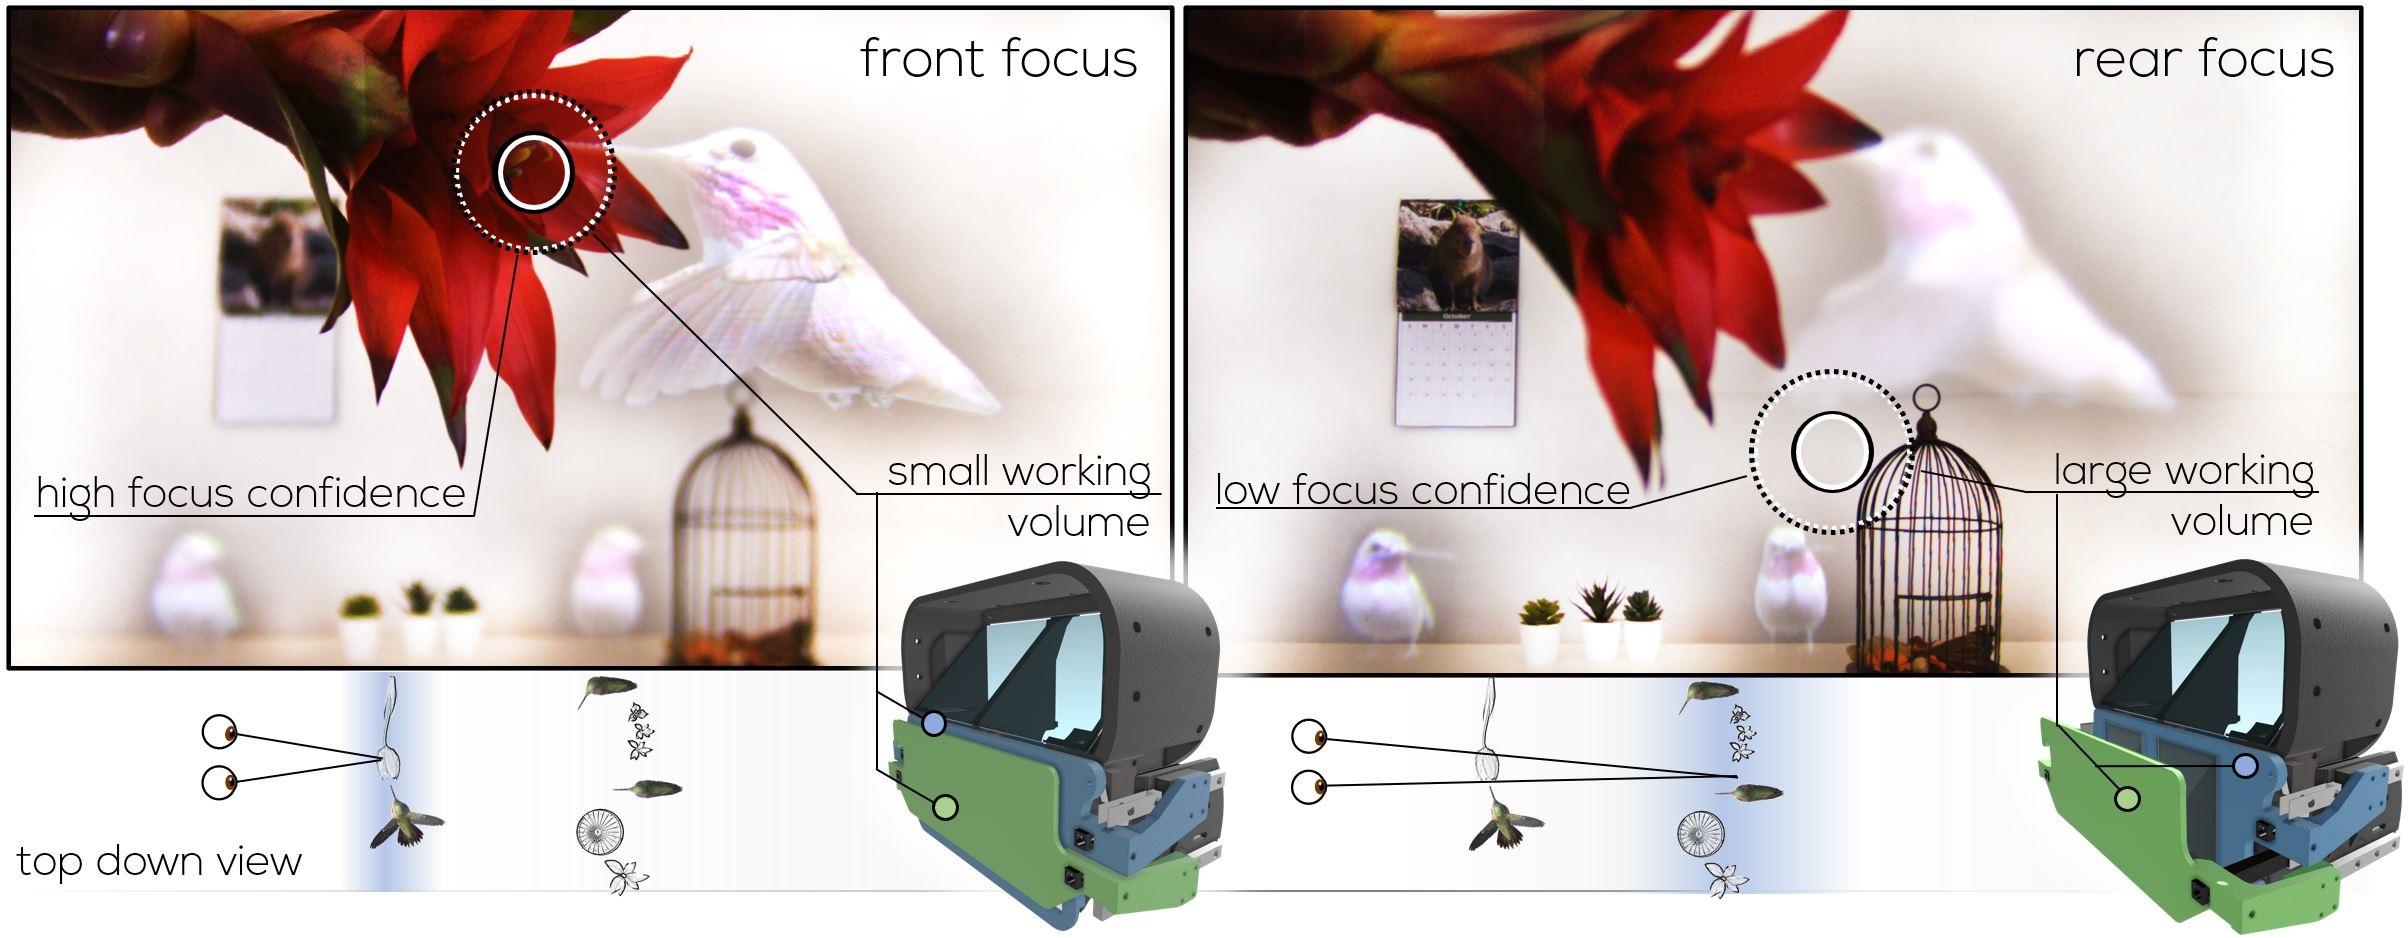 front focus
high focus confidence
small working
volume
top down view
rear focus
October
S M T W T F S
low focus confidence
large working
volume